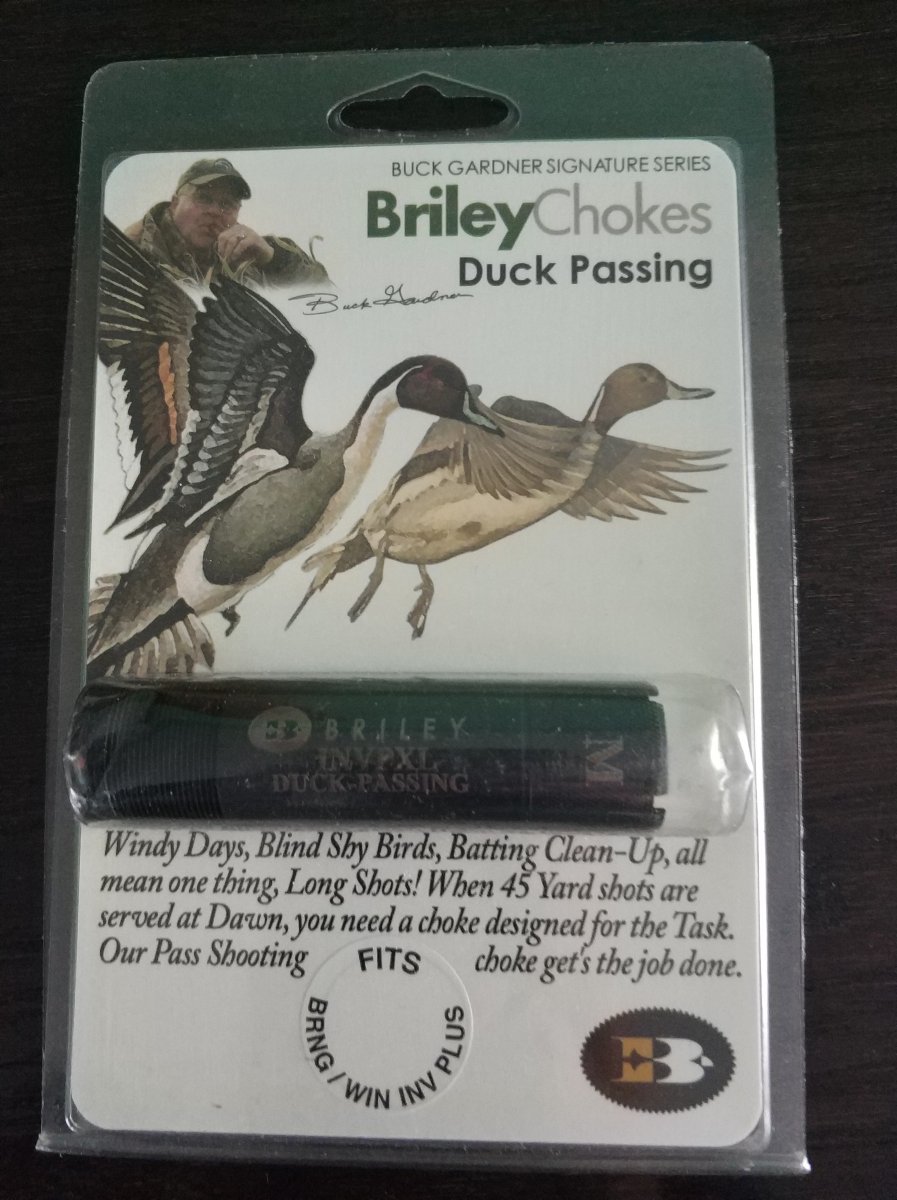 BUCK GARDNER SIGNATURE SERIES
BrileyChokes
Duck Passing
Buck Gardner
B BRILEY
INVPXL
DUCK-PASSING
M
Windy Days, Blind Shy Birds, Batting Clean-Up, all
mean one thing, Long Shots! When 45 Yard shots are
served at Dawn, you need a choke designed for the Task.
Our Pass Shooting choke get's the job done.
FITS
BRNG / WIN INV PLUS
B